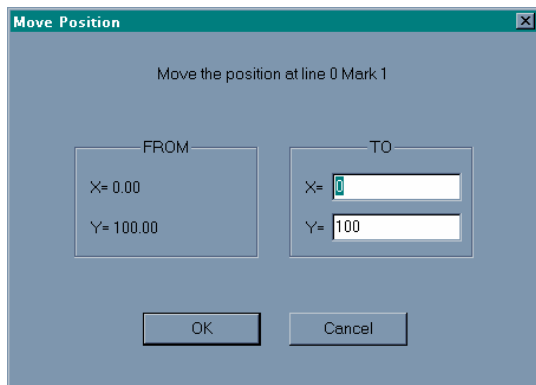 Move Position
Move the position at line 0 Mark 1
FROM
X= 0.00
Y= 100.00
TO
X= 0
Y= 100
OK
Cancel